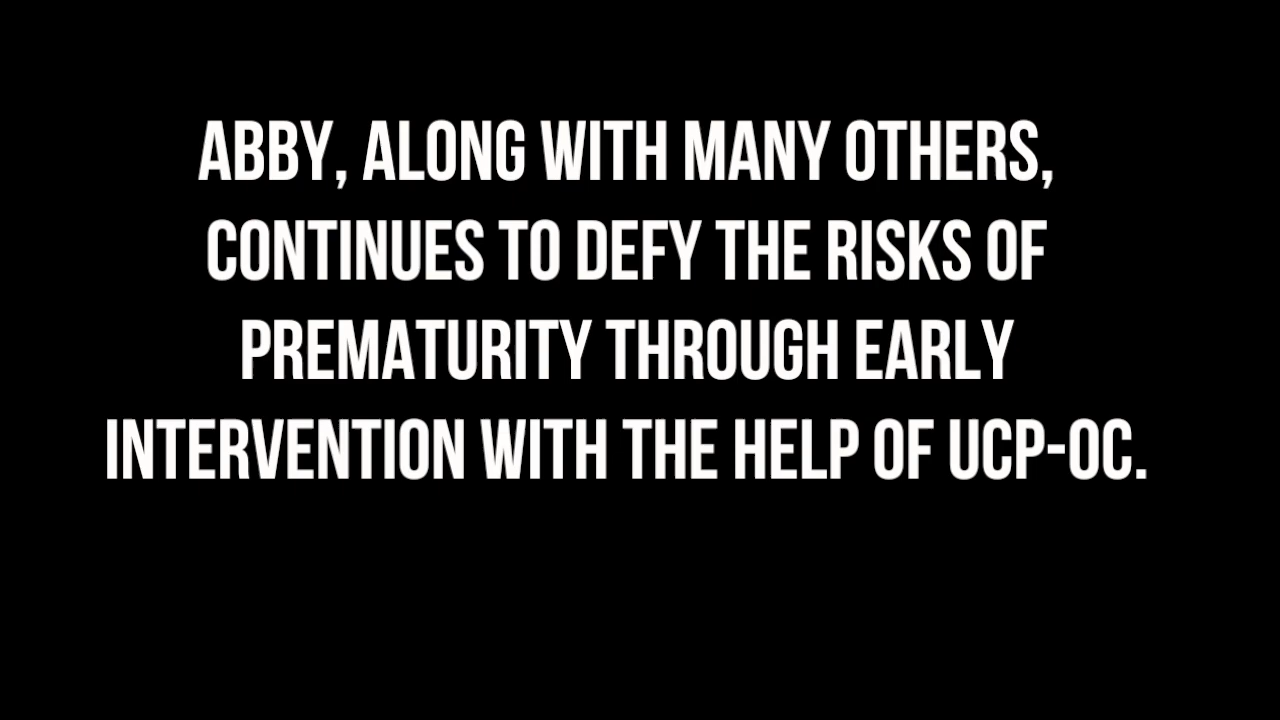 ABBY, ALONG WITH MANY OTHERS,
CONTINUES TO DEFY THE RISKS OF
PREMATURITY THROUGH EARLY
INTERVENTION WITH THE HELP OF UCP-OC.